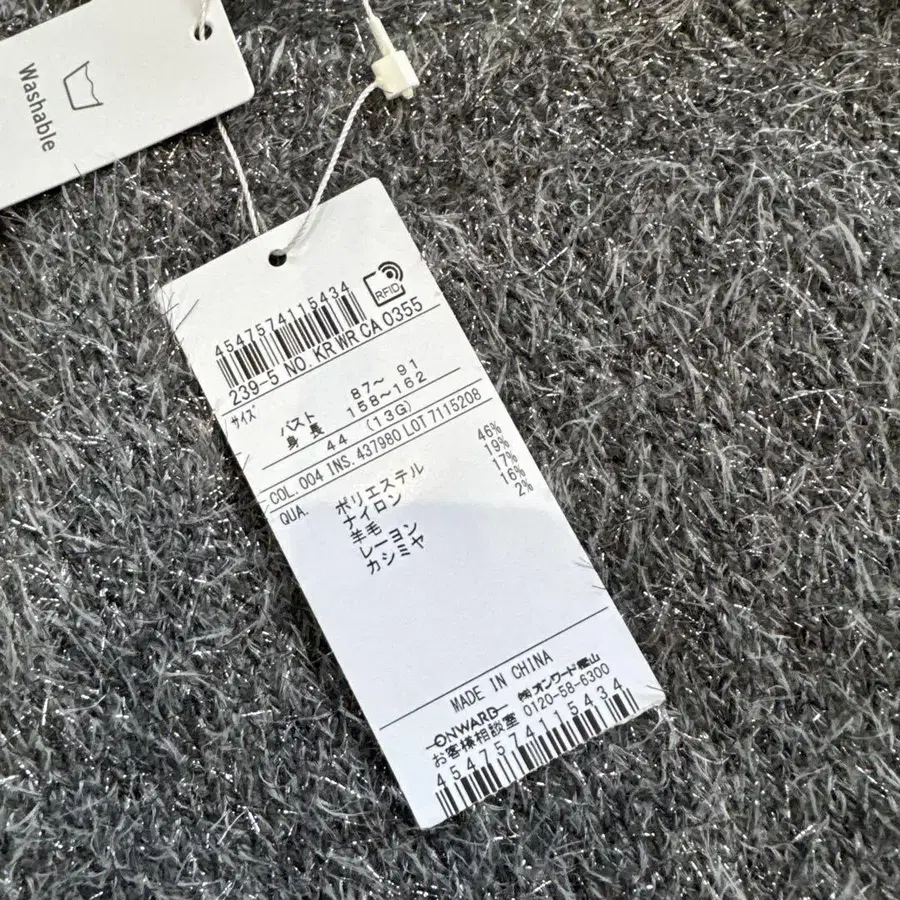 Washable
4547574115434
RFID
239-5 NO. KRWRCA0355
サイズ
バスト 87～ 91
身長 158～162
44 (13G)
COL. 004 INS. 437980 LOT 7115208
QUA.
ポリエステル 46%
ナイロン 19%
羊毛 17%
レーヨン 16%
カシミヤ 2%
MADE IN CHINA
ONWARD ㈱オンワード樫山
お客様相談室 0120-58-6300
4547574115434